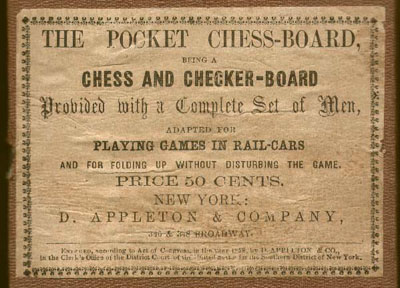 THE POCKET CHESS-BOARD,
BEING A
CHESS AND CHECKER-BOARD
Provided with a Complete Set of Men,
ADAPTED FOR
PLAYING GAMES IN RAIL-CARS
AND FOR FOLDING UP WITHOUT DISTURBING THE GAME.
PRICE 50 CENTS.
NEW YORK:
D. APPLETON & COMPANY,
346 & 348 BROADWAY.
ENTERED, according to Act of Congress, in the year 18 , by D. APPLETON & CO.,
in the Clerk's Office of the District Court of the United States for the Southern District of New York.